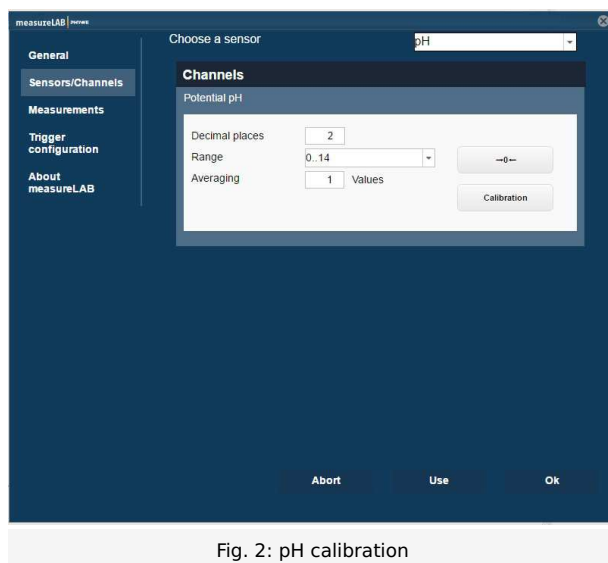 measureLAB PHYWE
Choose a sensor
pH
General
Sensors/Channels
Measurements
Trigger
configuration
About
measureLAB
Channels
Potential pH
Decimal places 2
Range 0..14
Averaging 1 Values
→0←
Calibration
Abort Use Ok
Fig. 2: pH calibration